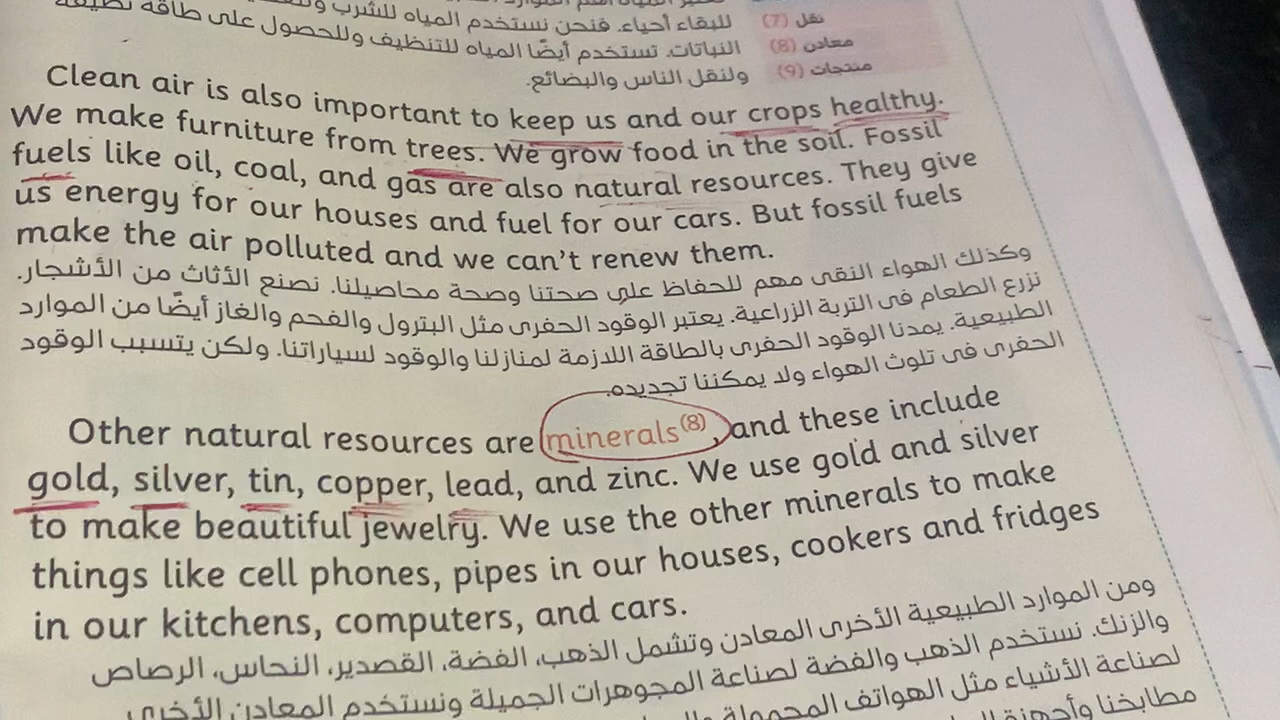 للبقاء أحياء. فنحن نستخدم المياه للشرب
النباتات. تستخدم أيضًا المياه للتنظيف وللحصول على طاقة
ولنقل الناس والبضائع.
نقل (7)
معادن (8)
منتجات (9)
Clean air is also important to keep us and our crops healthy.
We make furniture from trees. We grow food in the soil. Fossil
fuels like oil, coal, and gas are also natural resources. They give
us energy for our houses and fuel for our cars. But fossil fuels
make the air polluted and we can't renew them.
وكذلك الهواء النقى مهم للحفاظ على صحتنا وصحة محاصيلنا. نصنع الأثاث من الأشجار.
نزرع الطعام فى التربة الزراعية. يعتبر الوقود الحفرى مثل البترول والفحم والغاز أيضًا من الموارد
الطبيعية. يمدنا الوقود الحفرى بالطاقة اللازمة لمنازلنا والوقود لسياراتنا. ولكن يتسبب الوقود
الحفرى فى تلوث الهواء ولا يمكننا تجديده.
Other natural resources are minerals(8), and these include
gold, silver, tin, copper, lead, and zinc. We use gold and silver
to make beautiful jewelry. We use the other minerals to make
things like cell phones, pipes in our houses, cookers and fridges
in our kitchens, computers, and cars.
ومن الموارد الطبيعية الأخرى المعادن وتشمل الذهب، الفضة، القصدير، النحاس، الرصاص
والزنك. نستخدم الذهب والفضة لصناعة المجوهرات الجميلة ونستخدم المعادن الأخرى
لصناعة الأشياء مثل الهواتف المحمولة
مطابخنا وأجهزة